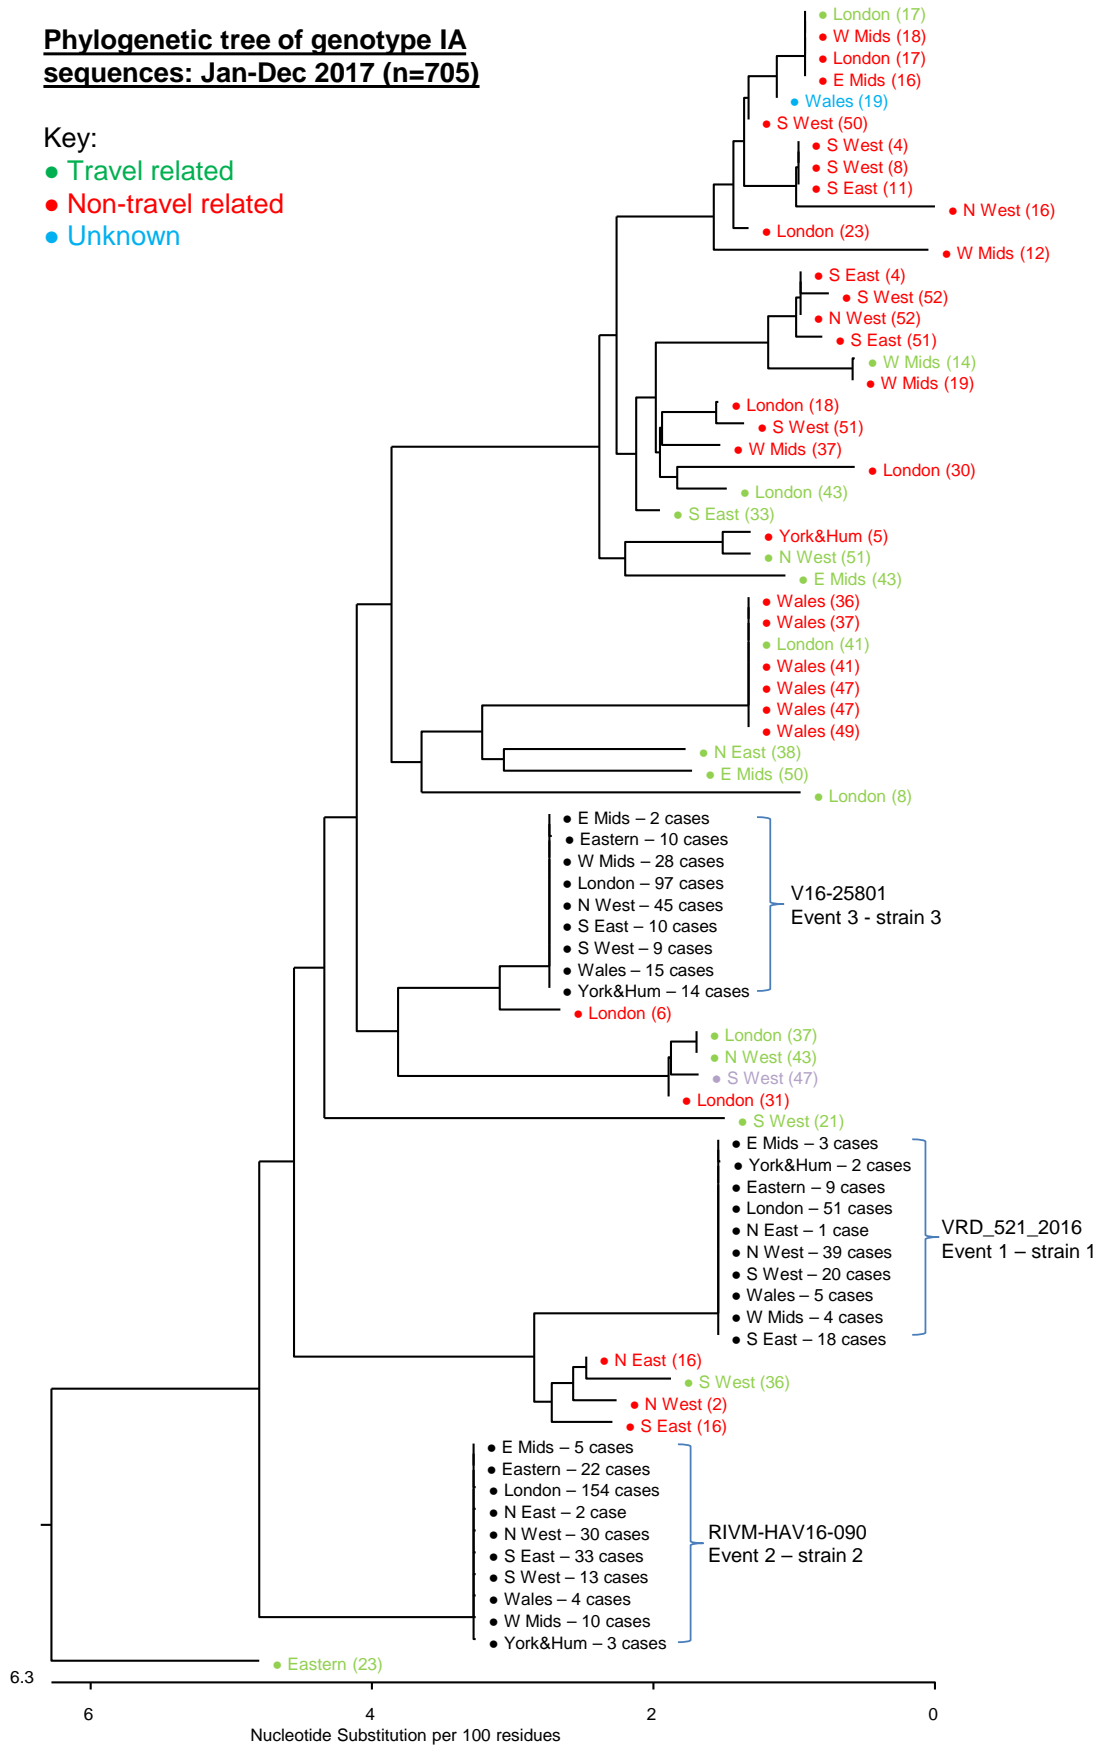 Phylogenetic tree of genotype IA
sequences: Jan-Dec 2017 (n=705)
Key:
● Travel related
● Non-travel related
● Unknown
● London (17)
● W Mids (18)
● London (17)
● E Mids (16)
● Wales (19)
● S West (50)
● S West (4)
● S West (8)
● S East (11)
● N West (16)
● London (23)
● W Mids (12)
● S East (4)
● S West (52)
● N West (52)
● S East (51)
● W Mids (14)
● W Mids (19)
● London (18)
● S West (51)
● W Mids (37)
● London (30)
● London (43)
● S East (33)
● York&Hum (5)
● N West (51)
● E Mids (43)
● Wales (36)
● Wales (37)
● London (41)
● Wales (41)
● Wales (47)
● Wales (47)
● Wales (49)
● N East (38)
● E Mids (50)
● London (8)
● E Mids – 2 cases
● Eastern – 10 cases
● W Mids – 28 cases
● London – 97 cases
● N West – 45 cases
● S East – 10 cases
● S West – 9 cases
● Wales – 15 cases
● York&Hum – 14 cases
V16-25801
Event 3 - strain 3
● London (6)
● London (37)
● N West (43)
● S West (47)
● London (31)
● S West (21)
● E Mids – 3 cases
● York&Hum – 2 cases
● Eastern – 9 cases
● London – 51 cases
● N East – 1 case
● N West – 39 cases
● S West – 20 cases
● Wales – 5 cases
● W Mids – 4 cases
● S East – 18 cases
VRD_521_2016
Event 1 – strain 1
● N East (16)
● S West (36)
● N West (2)
● S East (16)
● E Mids – 5 cases
● Eastern – 22 cases
● London – 154 cases
● N East – 2 case
● N West – 30 cases
● S East – 33 cases
● S West – 13 cases
● Wales – 4 cases
● W Mids – 10 cases
● York&Hum – 3 cases
RIVM-HAV16-090
Event 2 – strain 2
● Eastern (23)
6.3
6 4 2 0
Nucleotide Substitution per 100 residues